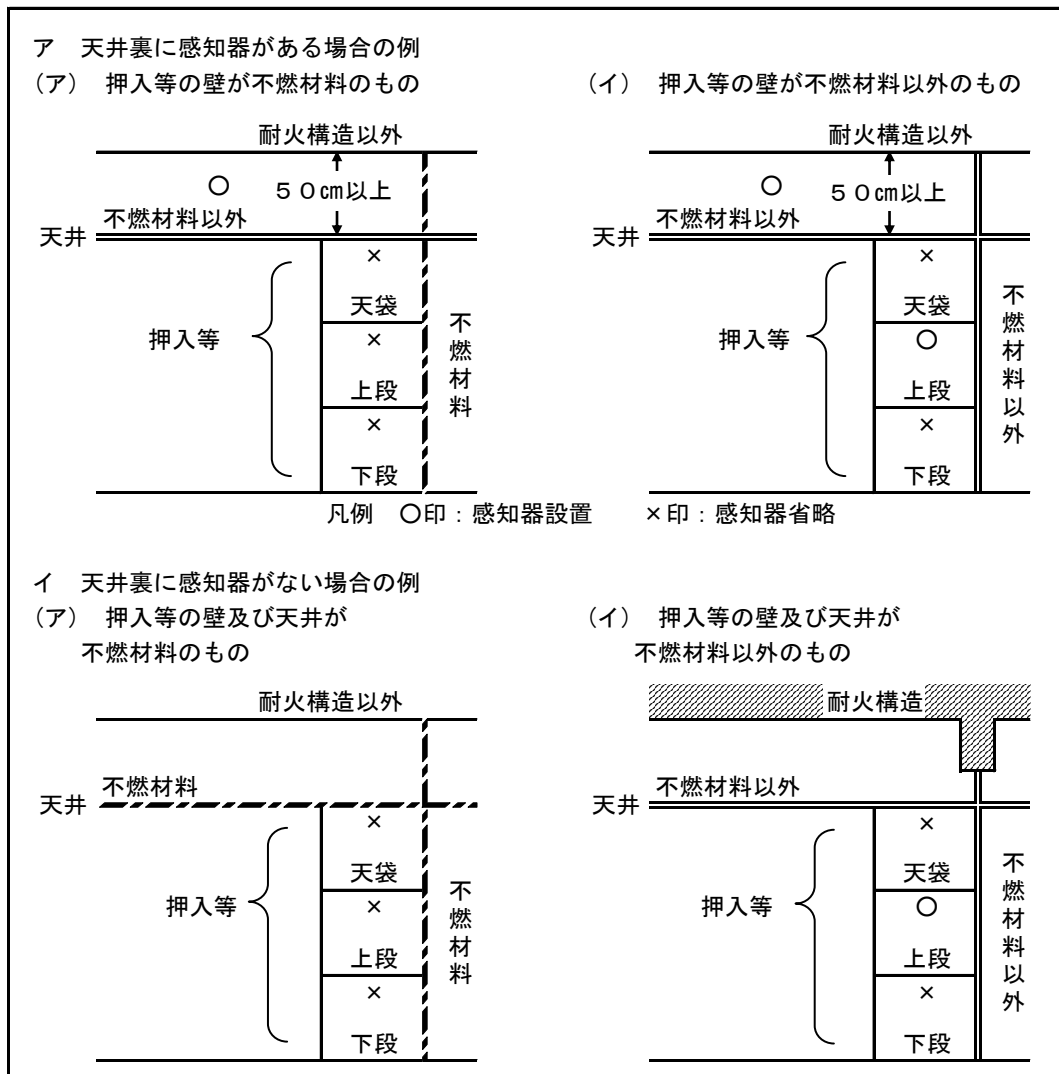 ア 天井裏に感知器がある場合の例
（ア） 押入等の壁が不燃材料のもの
耐火構造以外
５０㎝以上
不燃材料以外
天井
押入等
×
天袋
×
上段
×
下段
不燃材料
（イ） 押入等の壁が不燃材料以外のもの
耐火構造以外
５０㎝以上
不燃材料以外
天井
押入等
×
天袋
○
上段
×
下段
不燃材料以外
凡例 ○印：感知器設置 ×印：感知器省略
イ 天井裏に感知器がない場合の例
（ア） 押入等の壁及び天井が
不燃材料のもの
耐火構造以外
不燃材料
天井
押入等
×
天袋
×
上段
×
下段
不燃材料
（イ） 押入等の壁及び天井が
不燃材料以外のもの
耐火構造
不燃材料以外
天井
押入等
×
天袋
○
上段
×
下段
不燃材料以外